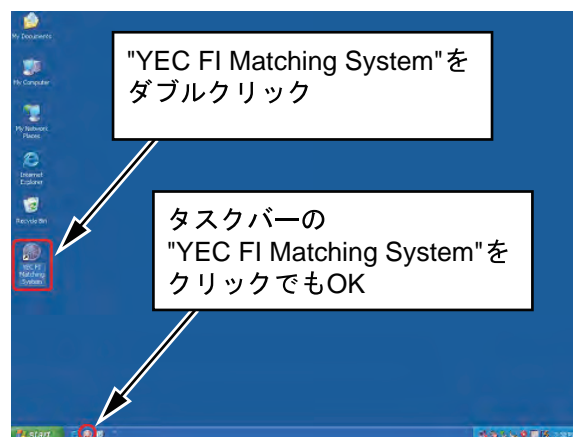 My Documents
"YEC FI Matching System"を
ダブルクリック
My Computer
My Network
Places
Internet
Explorer
Recycle Bin
タスクバーの
"YEC FI Matching System"を
クリックでもOK
YEC FI
Matching
System
start